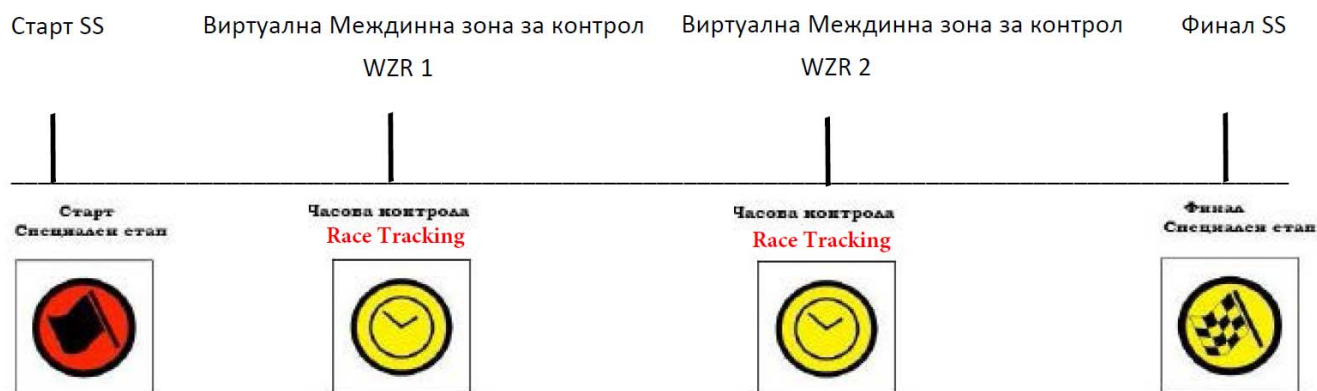 Старт SS
Виртуална Междинна зона за контрол
WZR 1
Виртуална Междинна зона за контрол
WZR 2
Финал SS
Старт
Специален етап
Часова контрола
Race Tracking
Часова контрола
Race Tracking
Финал
Специален етап